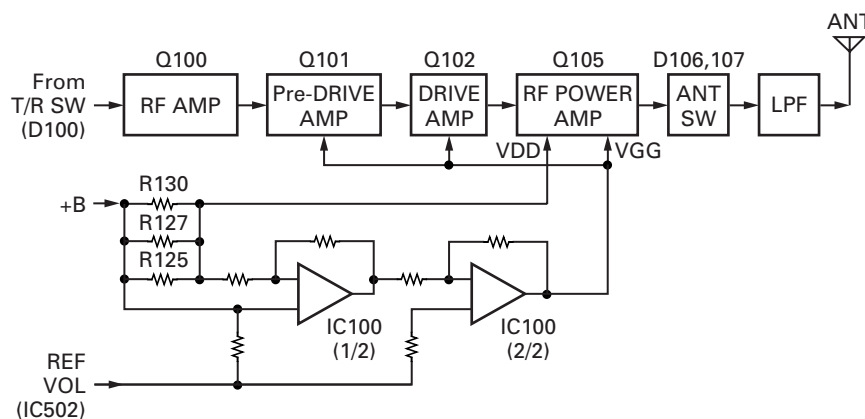 ANT
Q100
Q101
Q102
Q105
D106,107
From
T/R SW
(D100)
RF AMP
Pre-DRIVE
AMP
DRIVE
AMP
RF POWER
AMP
ANT
SW
LPF
VDD
VGG
+B
R130
R127
R125
IC100
(1/2)
IC100
(2/2)
REF
VOL
(IC502)